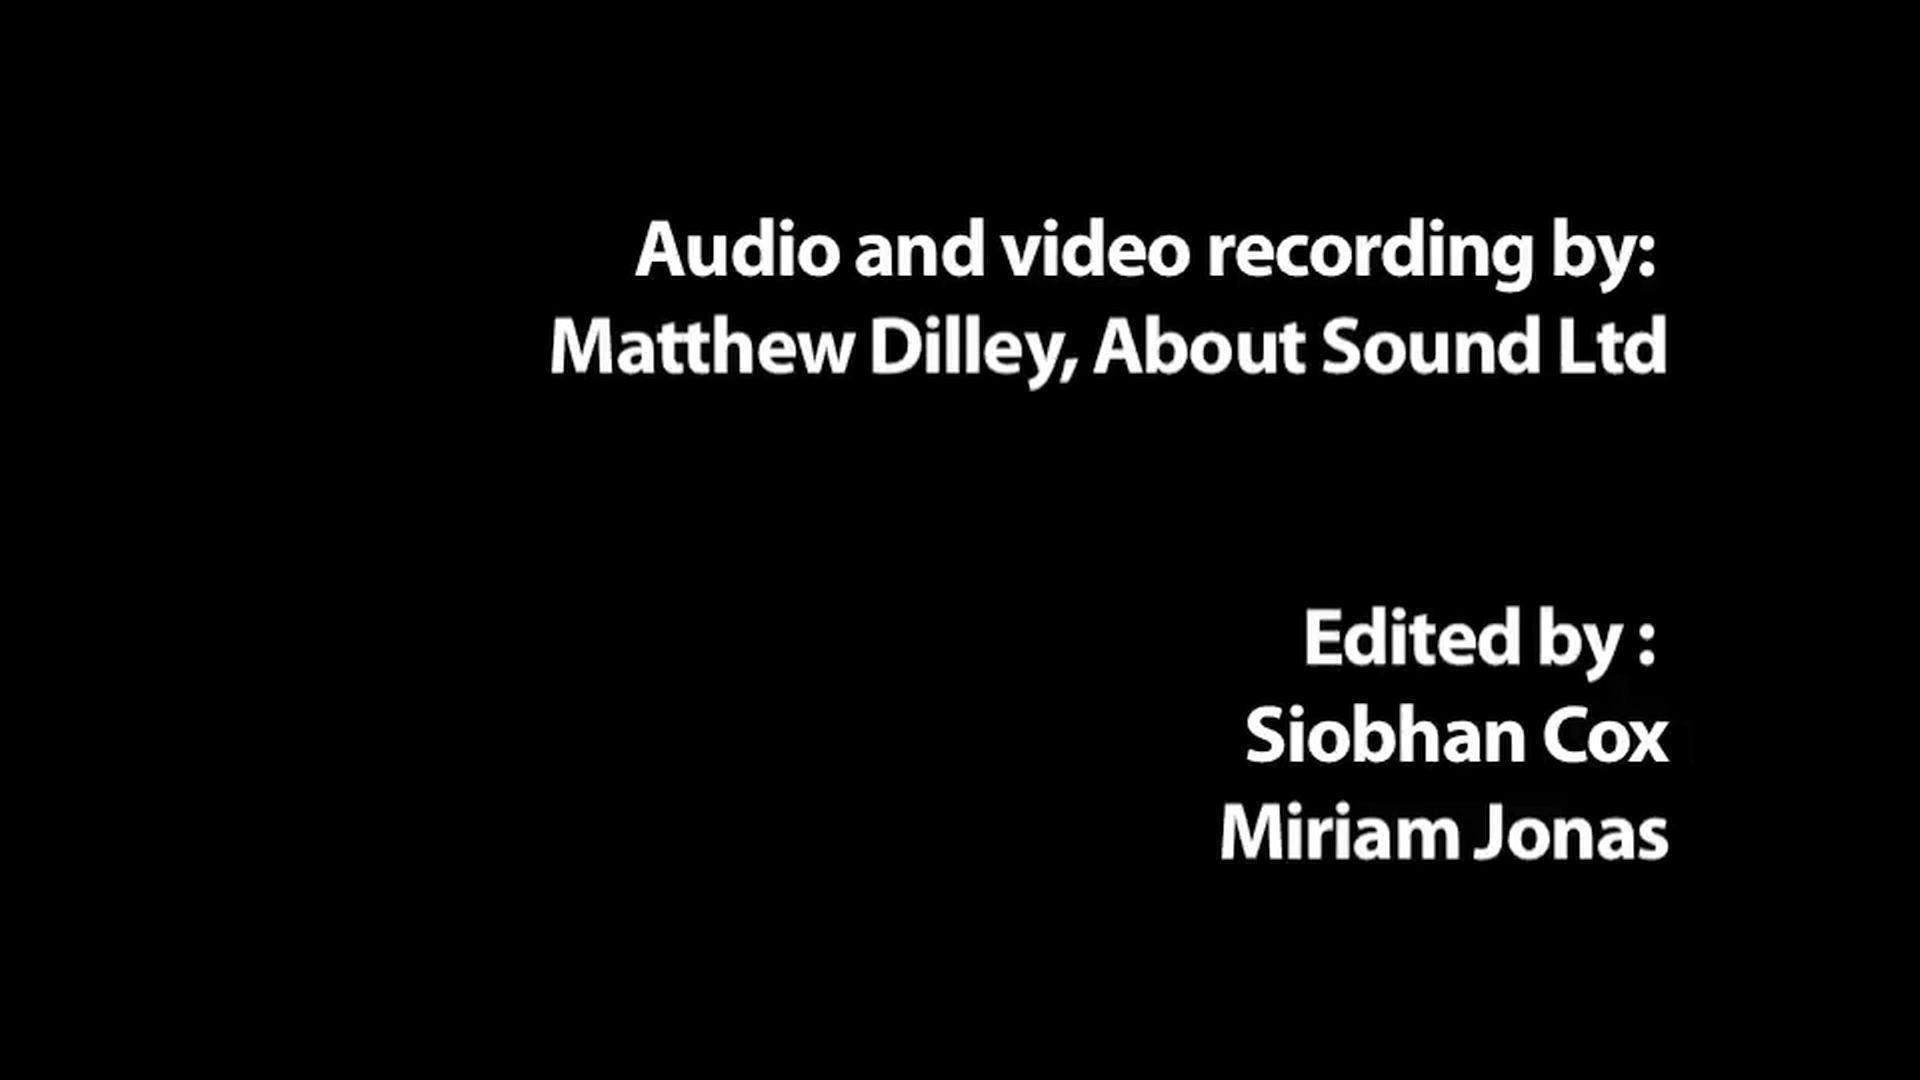 Audio and video recording by:
Matthew Dilley, About Sound Ltd
Edited by :
Siobhan Cox
Miriam Jonas